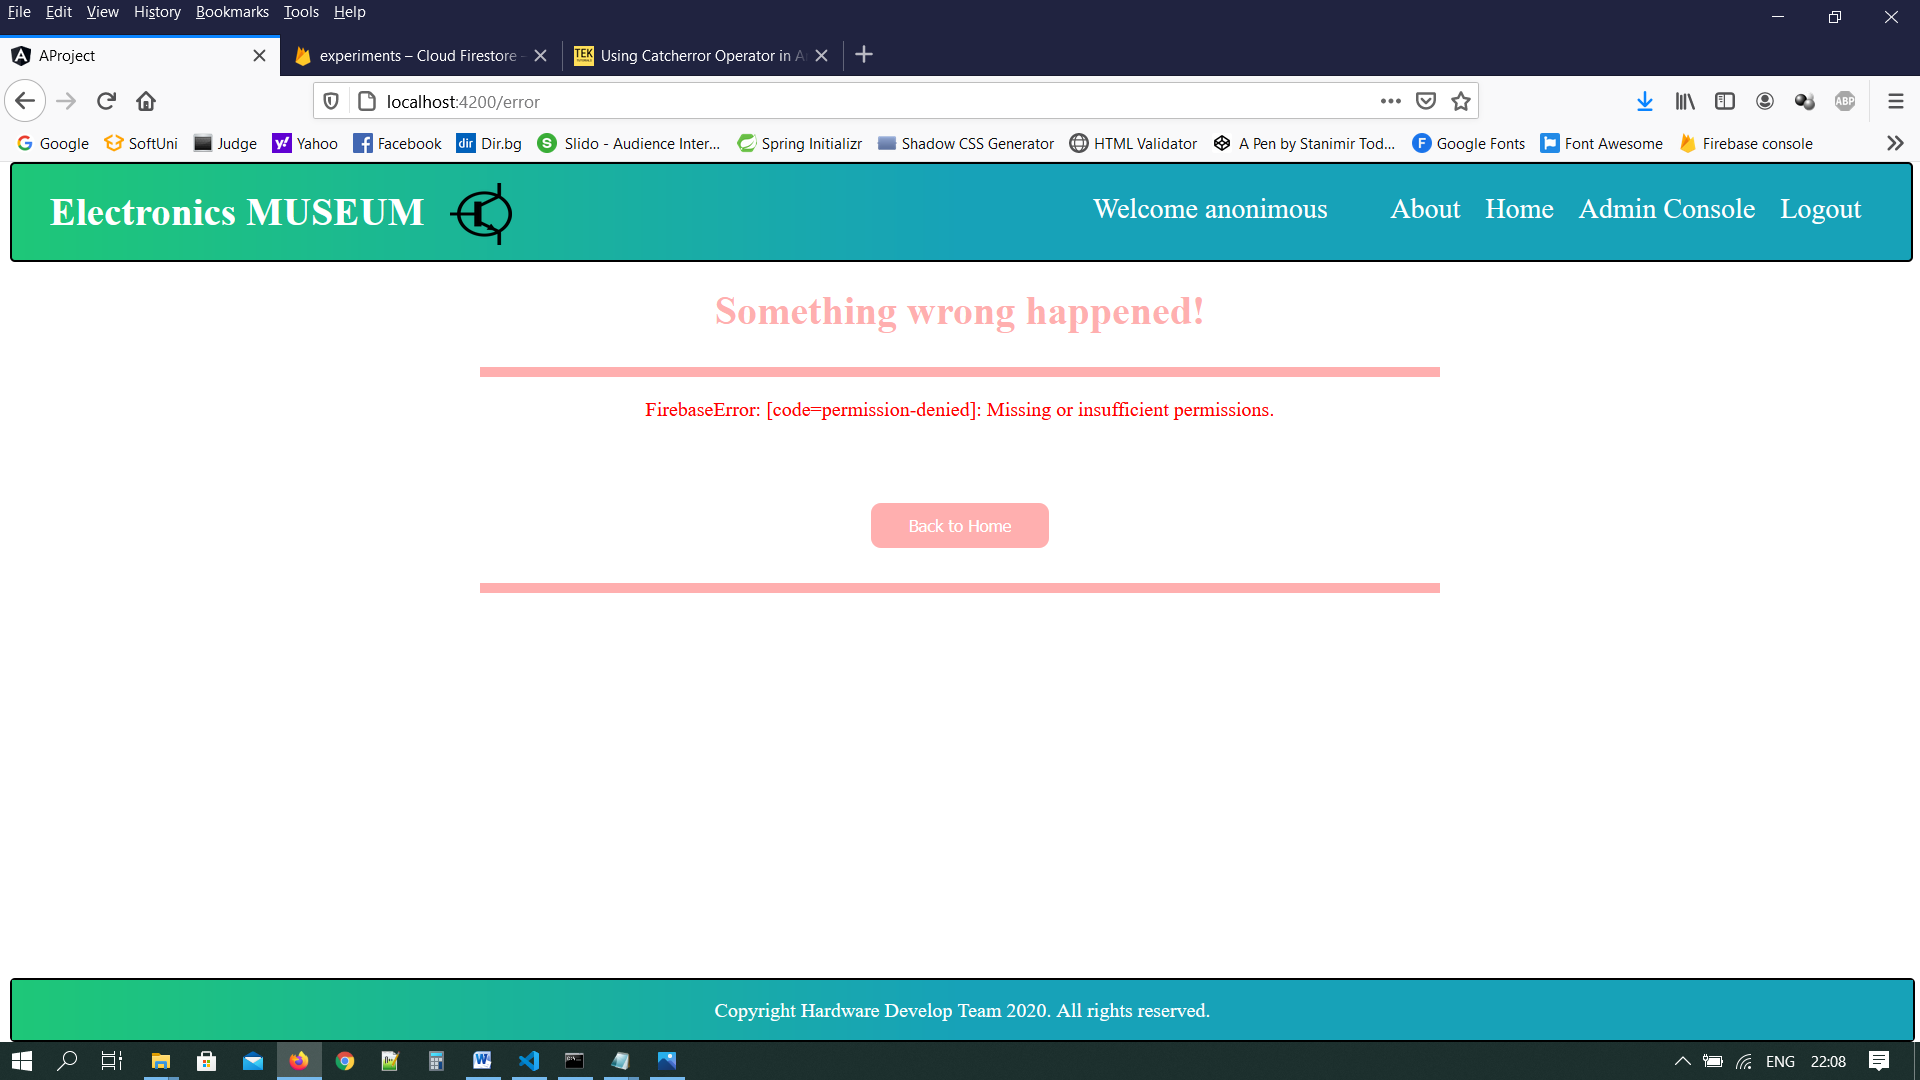 File Edit View History Bookmarks Tools Help
AProject
experiments – Cloud Firestore -
Using Catcherror Operator in A
localhost:4200/error
ABP
Google SoftUni Judge Yahoo Facebook Dir.bg Slido - Audience Inter... Spring Initializr Shadow CSS Generator HTML Validator A Pen by Stanimir Tod... Google Fonts Font Awesome Firebase console
Electronics MUSEUM
Welcome anonimous About Home Admin Console Logout
Something wrong happened!
FirebaseError: [code=permission-denied]: Missing or insufficient permissions.
Back to Home
Copyright Hardware Develop Team 2020. All rights reserved.
ENG 22:08